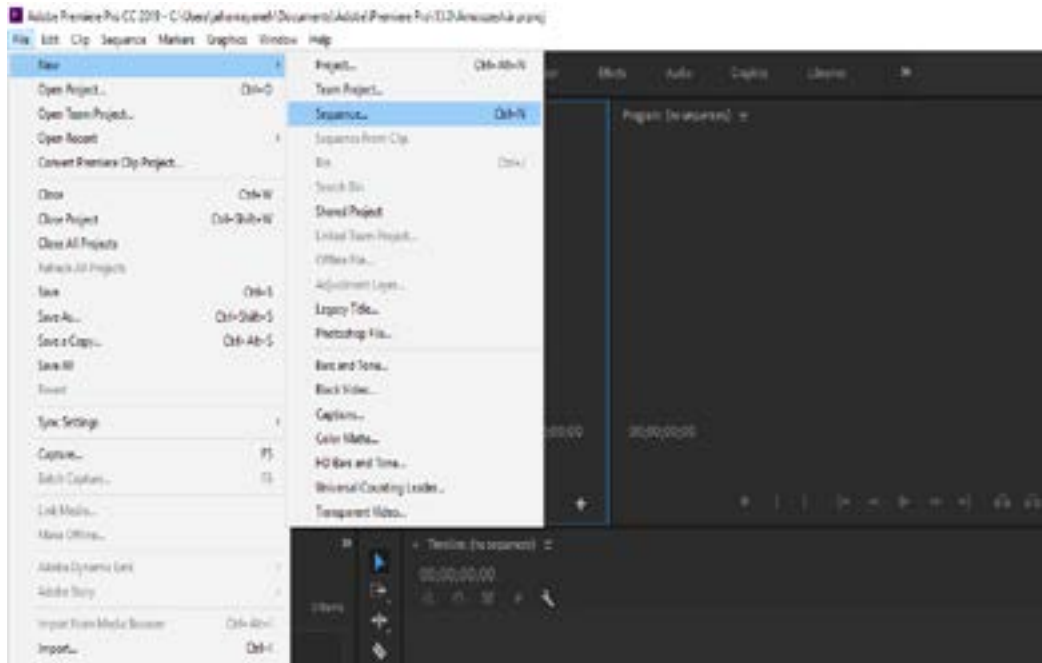 Adobe Premiere Pro CC 2019 - C:\Users\
File Edit Clip Sequence Markers Graphics Window Help
New
Open Project... Ctrl+O
Open Team Project...
Open Recent
Convert Premiere Clip Project...
Close Ctrl+W
Close Project Ctrl+Shift+W
Close All Projects
Refresh All Projects
Save Ctrl+S
Save As... Ctrl+Shift+S
Save a Copy... Ctrl+Alt+S
Save All
Revert
Sync Settings
Capture... F5
Batch Capture... F6
Link Media...
Make Offline...
Adobe Dynamic Link
Adobe Story
Import from Media Browser Ctrl+Alt+I
Import... Ctrl+I
Project... Ctrl+Alt+N
Team Project...
Sequence... Ctrl+N
Sequence From Clip
Bin Ctrl+/
Search Bin
Shared Project
Linked Team Project...
Offline File...
Adjustment Layer...
Legacy Title...
Photoshop File...
Bars and Tone...
Black Video...
Captions...
Color Matte...
HD Bars and Tone...
Universal Counting Leader...
Transparent Video...
Effects Audio Graphics Libraries
Program: (no sequences)
00;00;00;00
Timeline: (no sequences)
00;00;00;00